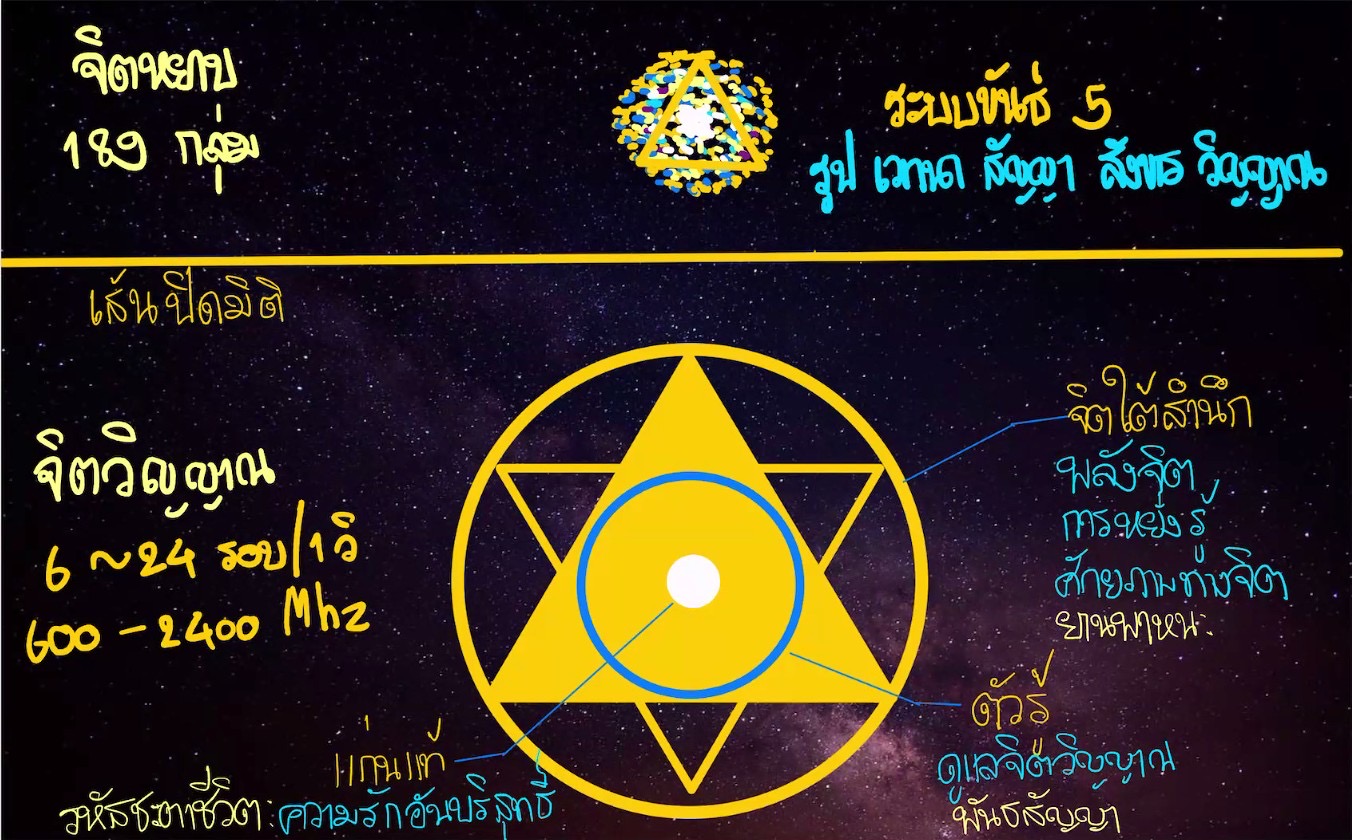 จิตหยาบ
189 กลุ่ม
ระบบขันธ์ 5
รูป เวทนา สัญญา สังขาร วิญญาณ
เส้นปิดมิติ
จิตวิญญาณ
6 ~ 24 รอบ/1 วิ
600 - 2400 Mhz
จิตใต้สำนึก
พลังจิต
การหยั่งรู้
ศักยภาพทางจิต
ยานพาหนะ
ตัวรู้
ดูแลจิตวิญญาณ
พันธสัญญา
แก่นแท้
รหัสชะตาชีวิต: ความรักอันบริสุทธิ์